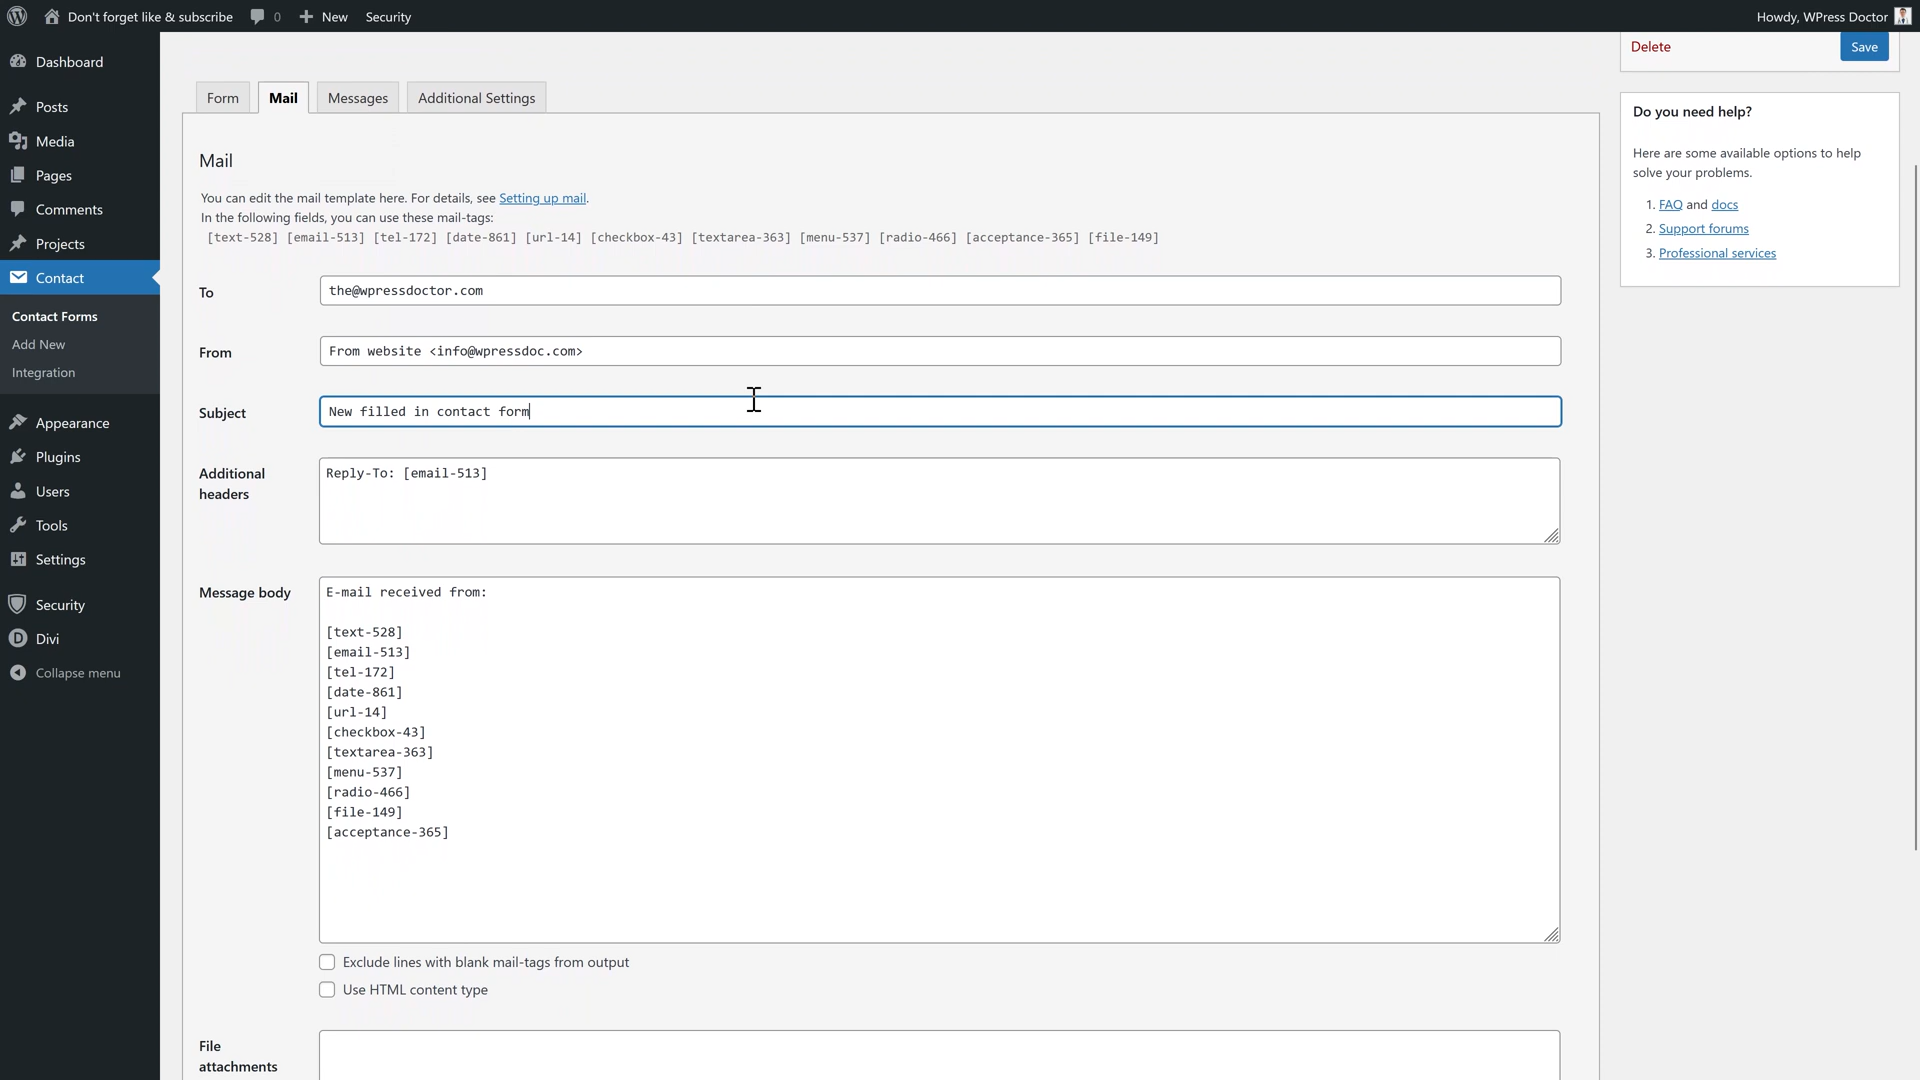 Don't forget like & subscribe 0 New Security Howdy, WPress Doctor
Dashboard
Posts
Media
Pages
Comments
Projects
Contact
Contact Forms
Add New
Integration
Appearance
Plugins
Users
Tools
Settings
Security
Divi
Collapse menu
Form Mail Messages Additional Settings
Mail
You can edit the mail template here. For details, see Setting up mail.
In the following fields, you can use these mail-tags:
[text-528] [email-513] [tel-172] [date-861] [url-14] [checkbox-43] [textarea-363] [menu-537] [radio-466] [acceptance-365] [file-149]
To
the@wpressdoctor.com
From
From website <info@wpressdoc.com>
Subject
New filled in contact form
Additional
headers
Reply-To: [email-513]
Message body
E-mail received from:
[text-528]
[email-513]
[tel-172]
[date-861]
[url-14]
[checkbox-43]
[textarea-363]
[menu-537]
[radio-466]
[file-149]
[acceptance-365]
Exclude lines with blank mail-tags from output
Use HTML content type
File
attachments
Delete Save
Do you need help?
Here are some available options to help
solve your problems.
1. FAQ and docs
2. Support forums
3. Professional services